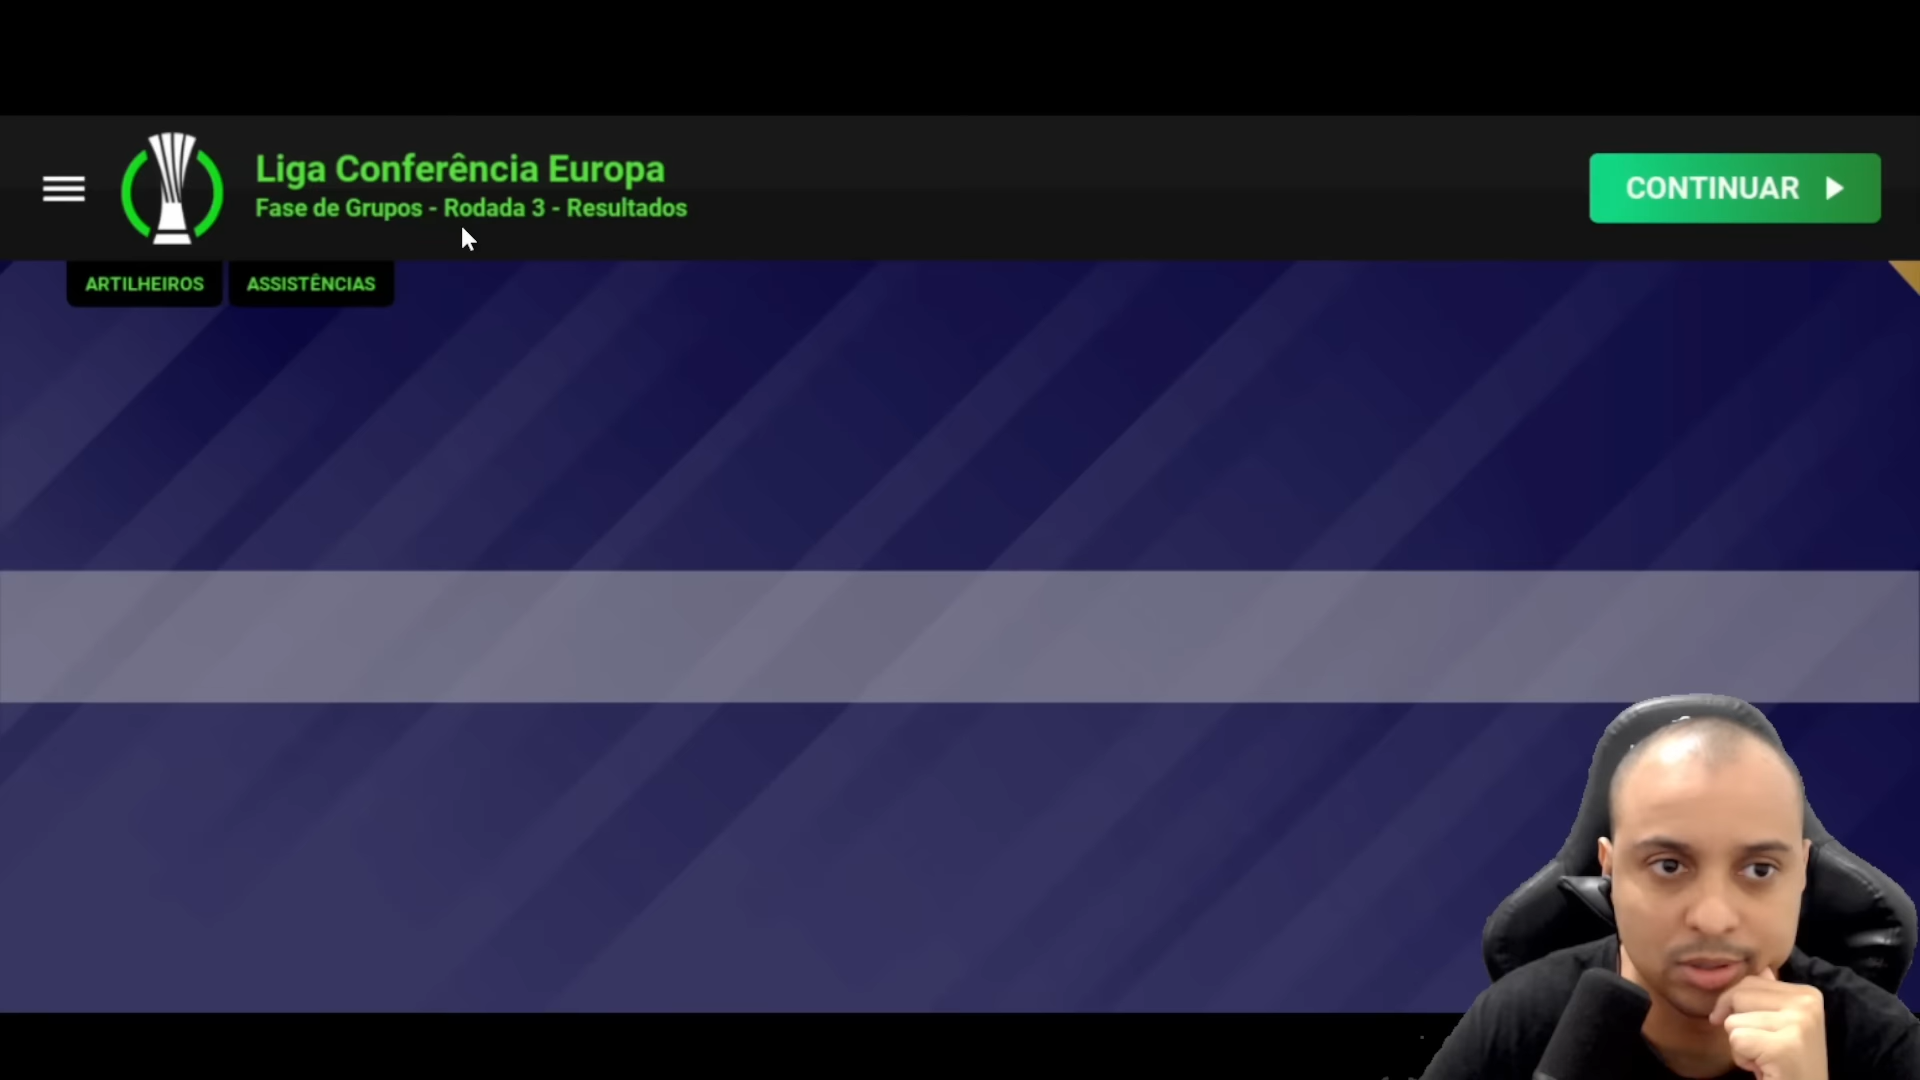 Liga Conferência Europa
Fase de Grupos - Rodada 3 - Resultados
CONTINUAR
ARTILHEIROS
ASSISTÊNCIAS